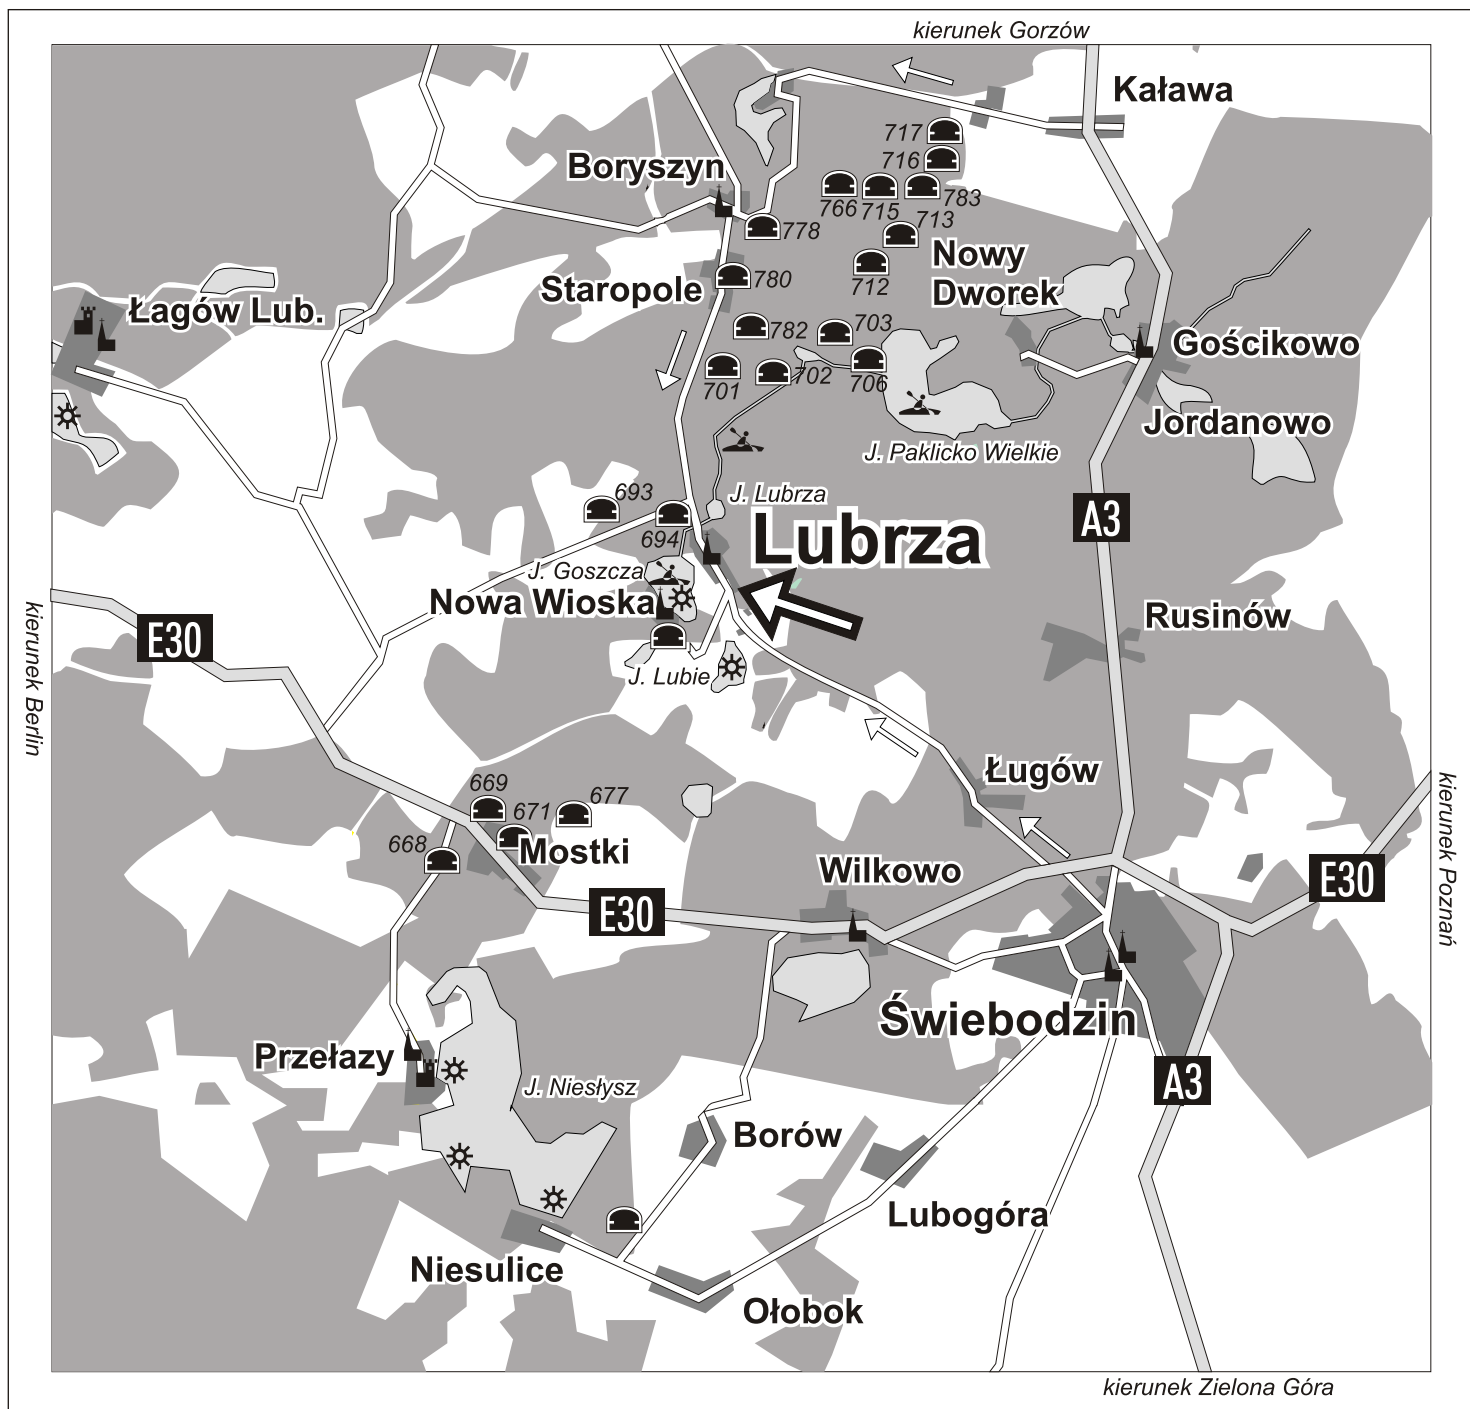 kierunek Gorzów
Kaława
717
716
Boryszyn
766
715
783
778
713
Nowy
Dworek
712
780
Staropole
Łagów Lub.
782
703
Gościkowo
701
702
706
Jordanowo
J. Paklicko Wielkie
693
J. Lubrza
A3
694
Lubrza
J. Goszcza
Nowa Wioska
Rusinów
E30
kierunek Berlin
J. Lubie
Ługów
669
671
677
668
Mostki
Wilkowo
E30
E30
kierunek Poznań
Świebodzin
Przełazy
J. Niesłysz
A3
Borów
Lubogóra
Niesulice
Ołobok
kierunek Zielona Góra